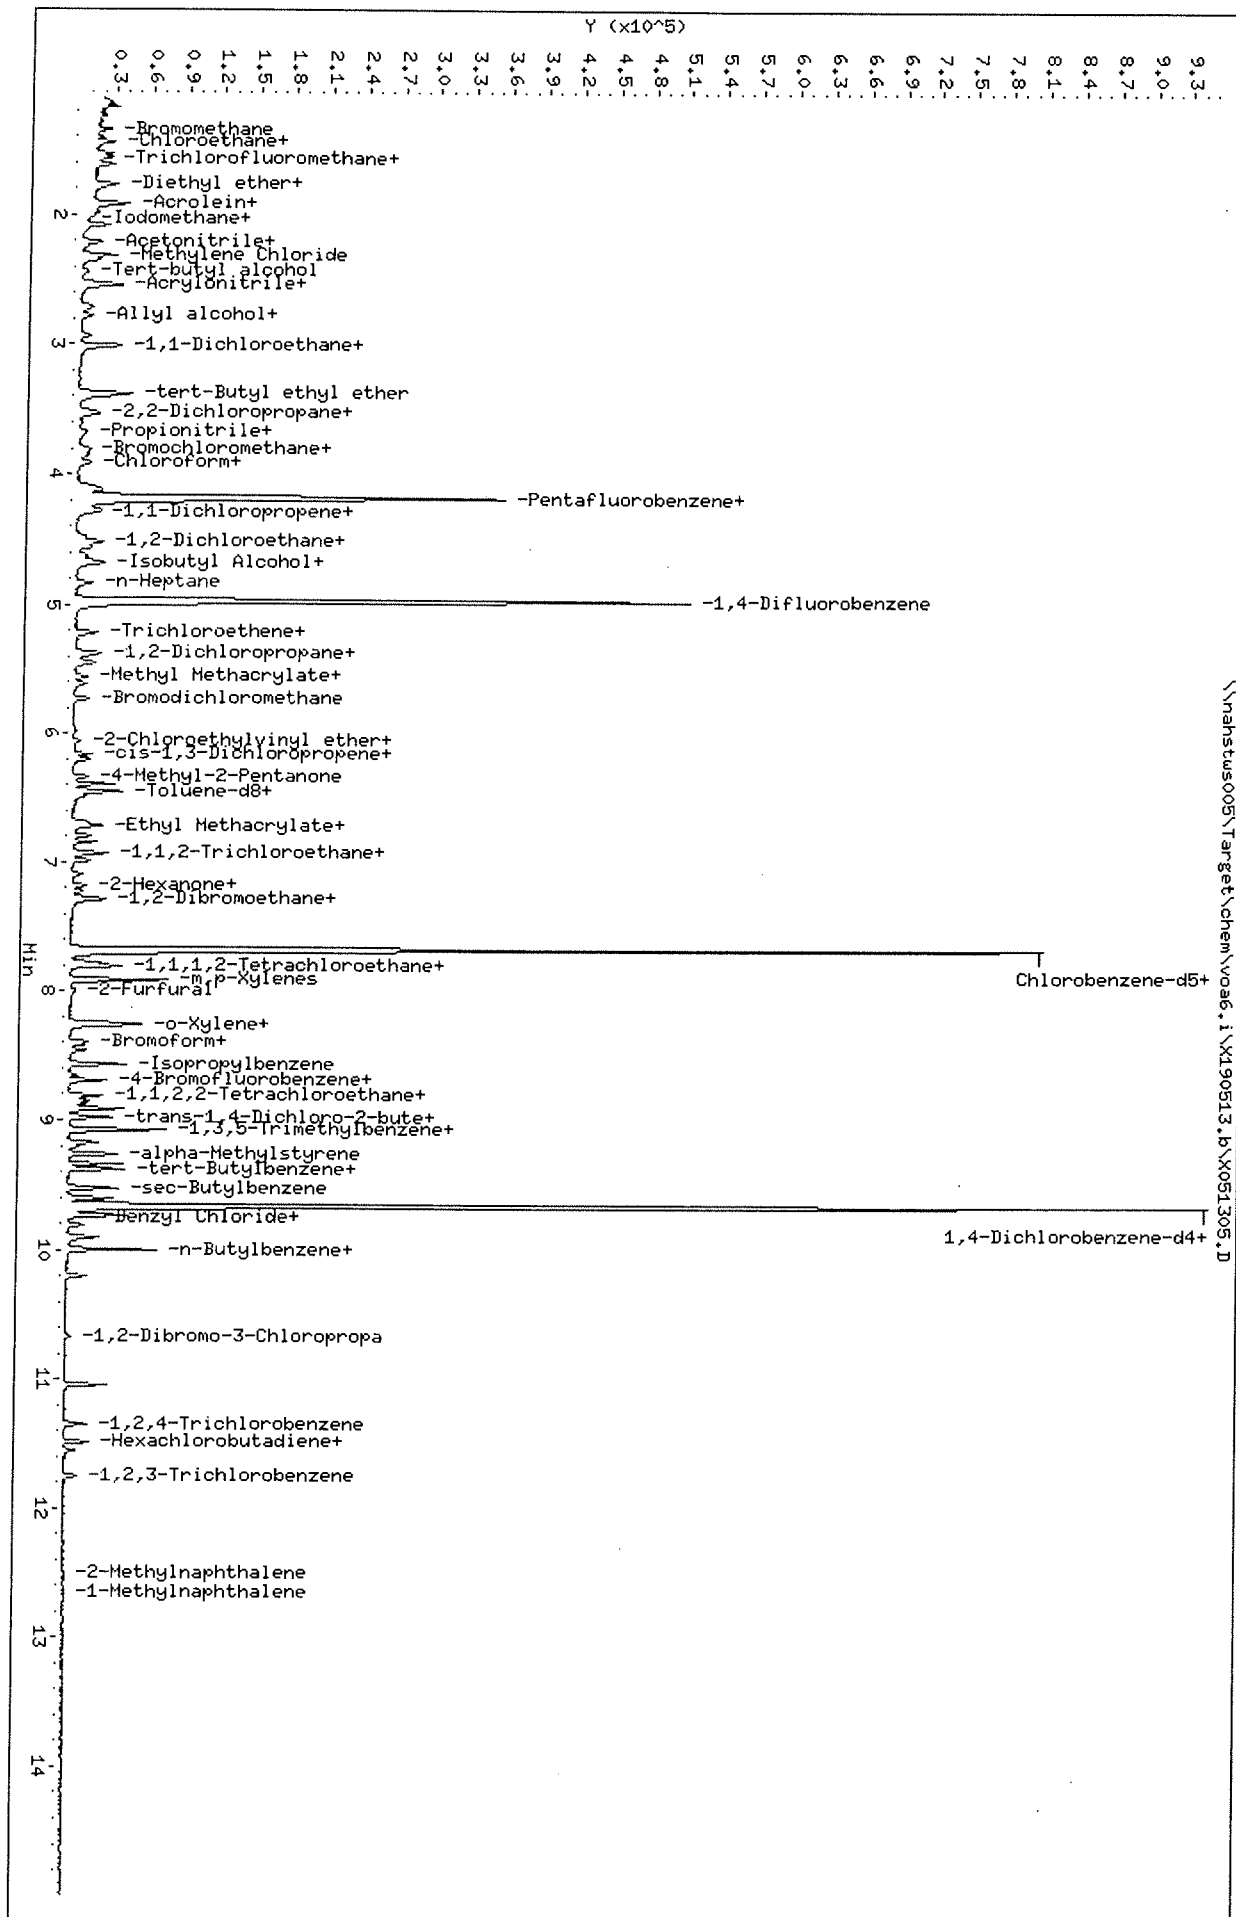 Y (x10^5)
0.3
0.6
0.9
1.2
1.5
1.8
2.1
2.4
2.7
3.0
3.3
3.6
3.9
4.2
4.5
4.8
5.1
5.4
5.7
6.0
6.3
6.6
6.9
7.2
7.5
7.8
8.1
8.4
8.7
9.0
9.3
-Bromomethane
-Chloroethane+
-Trichlorofluoromethane+
-Diethyl ether+
-Acrolein+
2
-Iodomethane+
-Acetonitrile+
-Methylene Chloride
-Tert-butyl alcohol
-Acrylonitrile+
-Allyl alcohol+
3
-1,1-Dichloroethane+
-tert-Butyl ethyl ether
-2,2-Dichloropropane+
-Propionitrile+
-Bromochloromethane+
-Chloroform+
4
-Pentafluorobenzene+
-1,1-Dichloropropene+
-1,2-Dichloroethane+
-Isobutyl Alcohol+
-n-Heptane
5
-1,4-Difluorobenzene
-Trichloroethene+
-1,2-Dichloropropane+
-Methyl Methacrylate+
-Bromodichloromethane
6
-2-Chloroethylvinyl ether+
-cis-1,3-Dichloropropene+
-4-Methyl-2-Pentanone
-Toluene-d8+
-Ethyl Methacrylate+
-1,1,2-Trichloroethane+
7
-2-Hexanone+
-1,2-Dibromoethane+
Min
-1,1,1,2-Tetrachloroethane+
-m,p-Xylenes
Chlorobenzene-d5+
8
-2-Furfural
-o-Xylene+
-Bromoform+
-Isopropylbenzene
-4-Bromofluorobenzene+
-1,1,2,2-Tetrachloroethane+
9
-trans-1,4-Dichloro-2-bute+
-1,3,5-Trimethylbenzene+
-alpha-Methylstyrene
-tert-Butylbenzene+
-sec-Butylbenzene
-Benzyl Chloride+
1,4-Dichlorobenzene-d4+
10
-n-Butylbenzene+
-1,2-Dibromo-3-Chloropropa
11
-1,2,4-Trichlorobenzene
-Hexachlorobutadiene+
-1,2,3-Trichlorobenzene
12
-2-Methylnaphthalene
-1-Methylnaphthalene
13
14
\\nahstws005\Target\chem\voa6.i\X190513.b\X051305.D